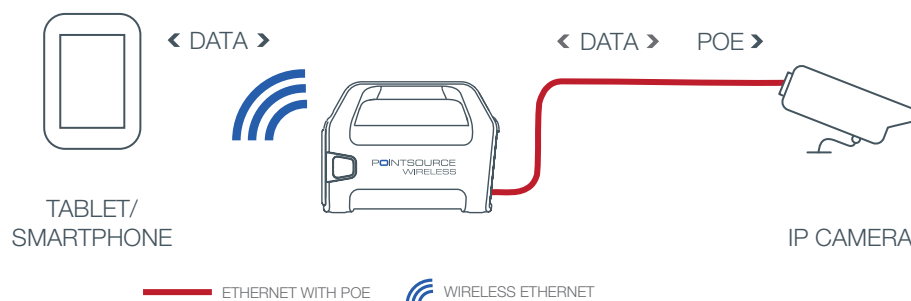 < DATA >
< DATA > POE >
POINTSOURCE
WIRELESS
TABLET/
SMARTPHONE
IP CAMERA
ETHERNET WITH POE
WIRELESS ETHERNET